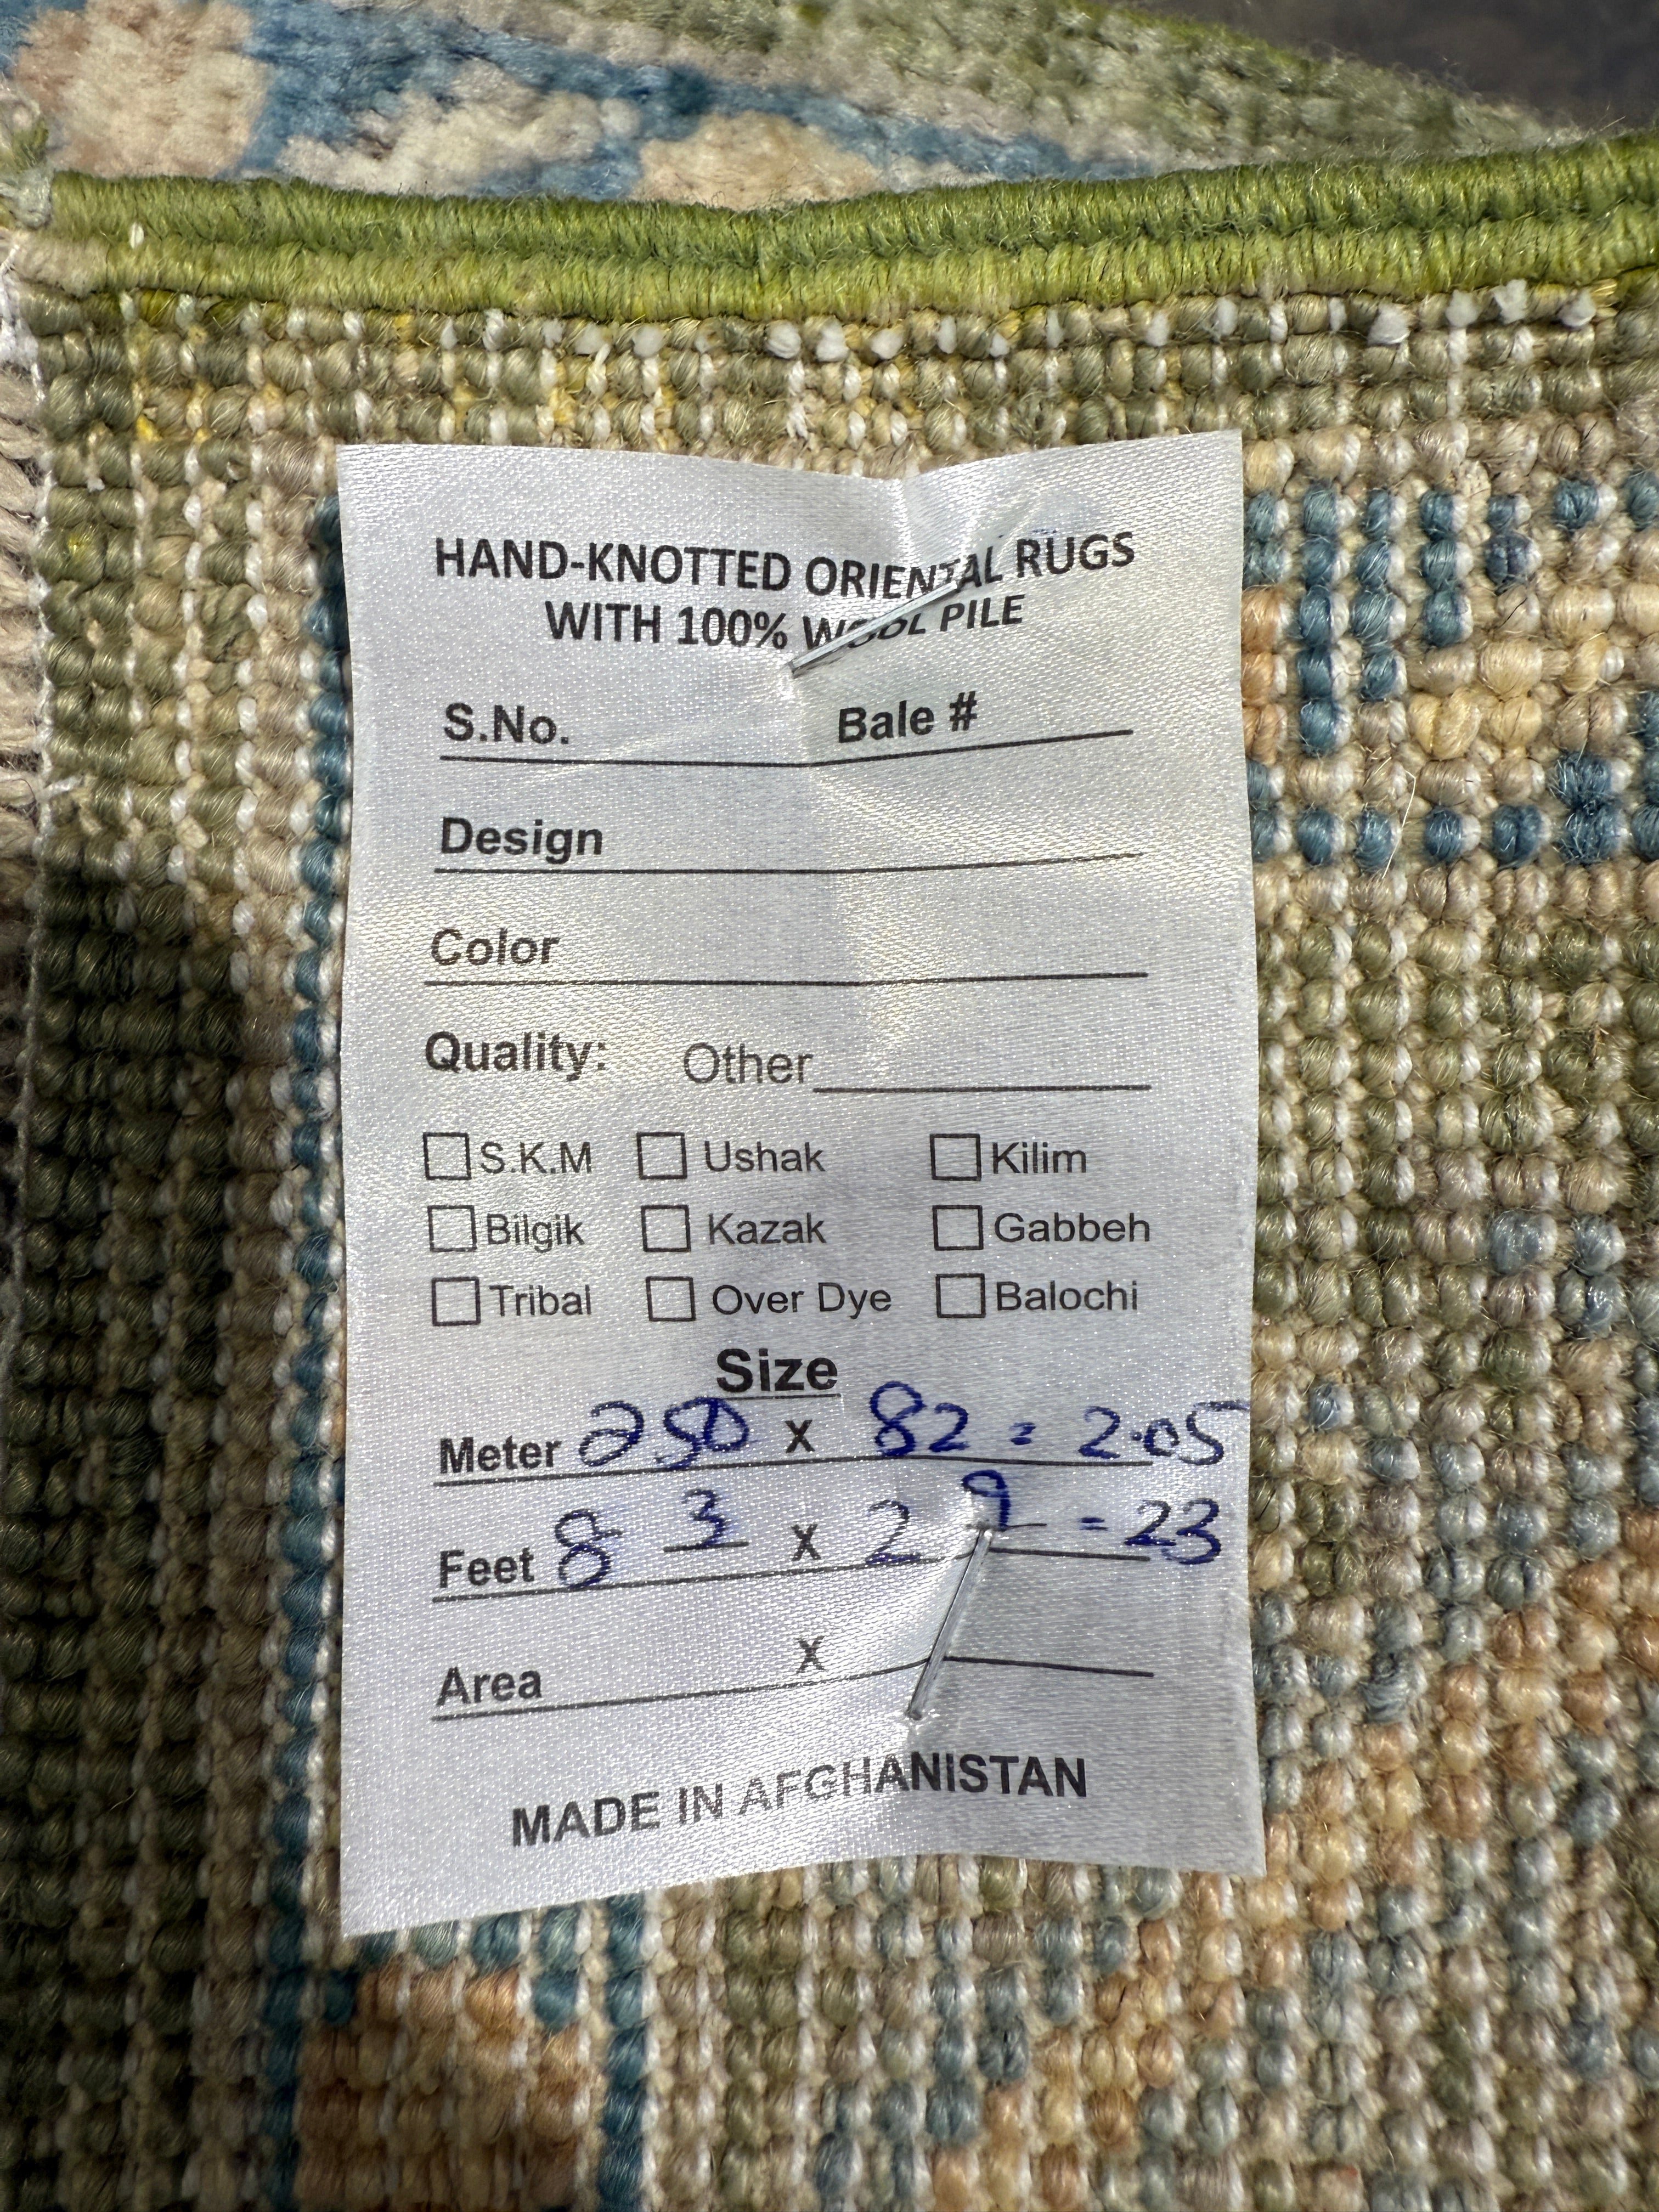 HAND-KNOTTED ORIENTAL RUGS
WITH 100% WOOL PILE
S.No. Bale #
Design
Color
Quality: Other
S.K.M Ushak Kilim
Bilgik Kazak Gabbeh
Tribal Over Dye Balochi
Size
Meter 250 x 82 = 2.05
Feet 8 3 x 2 9 = 23
Area x
MADE IN AFGHANISTAN